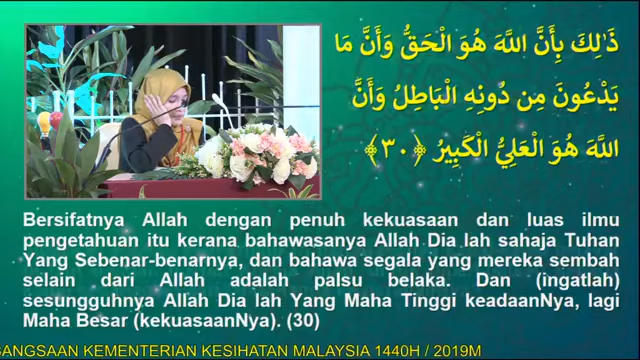 ذَٰلِكَ بِأَنَّ اللَّهَ هُوَ الْحَقُّ وَأَنَّ مَا
يَدْعُونَ مِن دُونِهِ الْبَاطِلُ وَأَنَّ
اللَّهَ هُوَ الْعَلِيُّ الْكَبِيرُ ﴿٣٠﴾
Bersifatnya Allah dengan penuh kekuasaan dan luas ilmu
pengetahuan itu kerana bahawasanya Allah Dia lah sahaja Tuhan
Yang Sebenar-benarnya, dan bahawa segala yang mereka sembah
selain dari Allah adalah palsu belaka. Dan (ingatlah)
sesungguhnya Allah Dia lah Yang Maha Tinggi keadaanNya, lagi
Maha Besar (kekuasaanNya). (30)
BANGSAAN KEMENTERIAN KESIHATAN MALAYSIA 1440H / 2019M